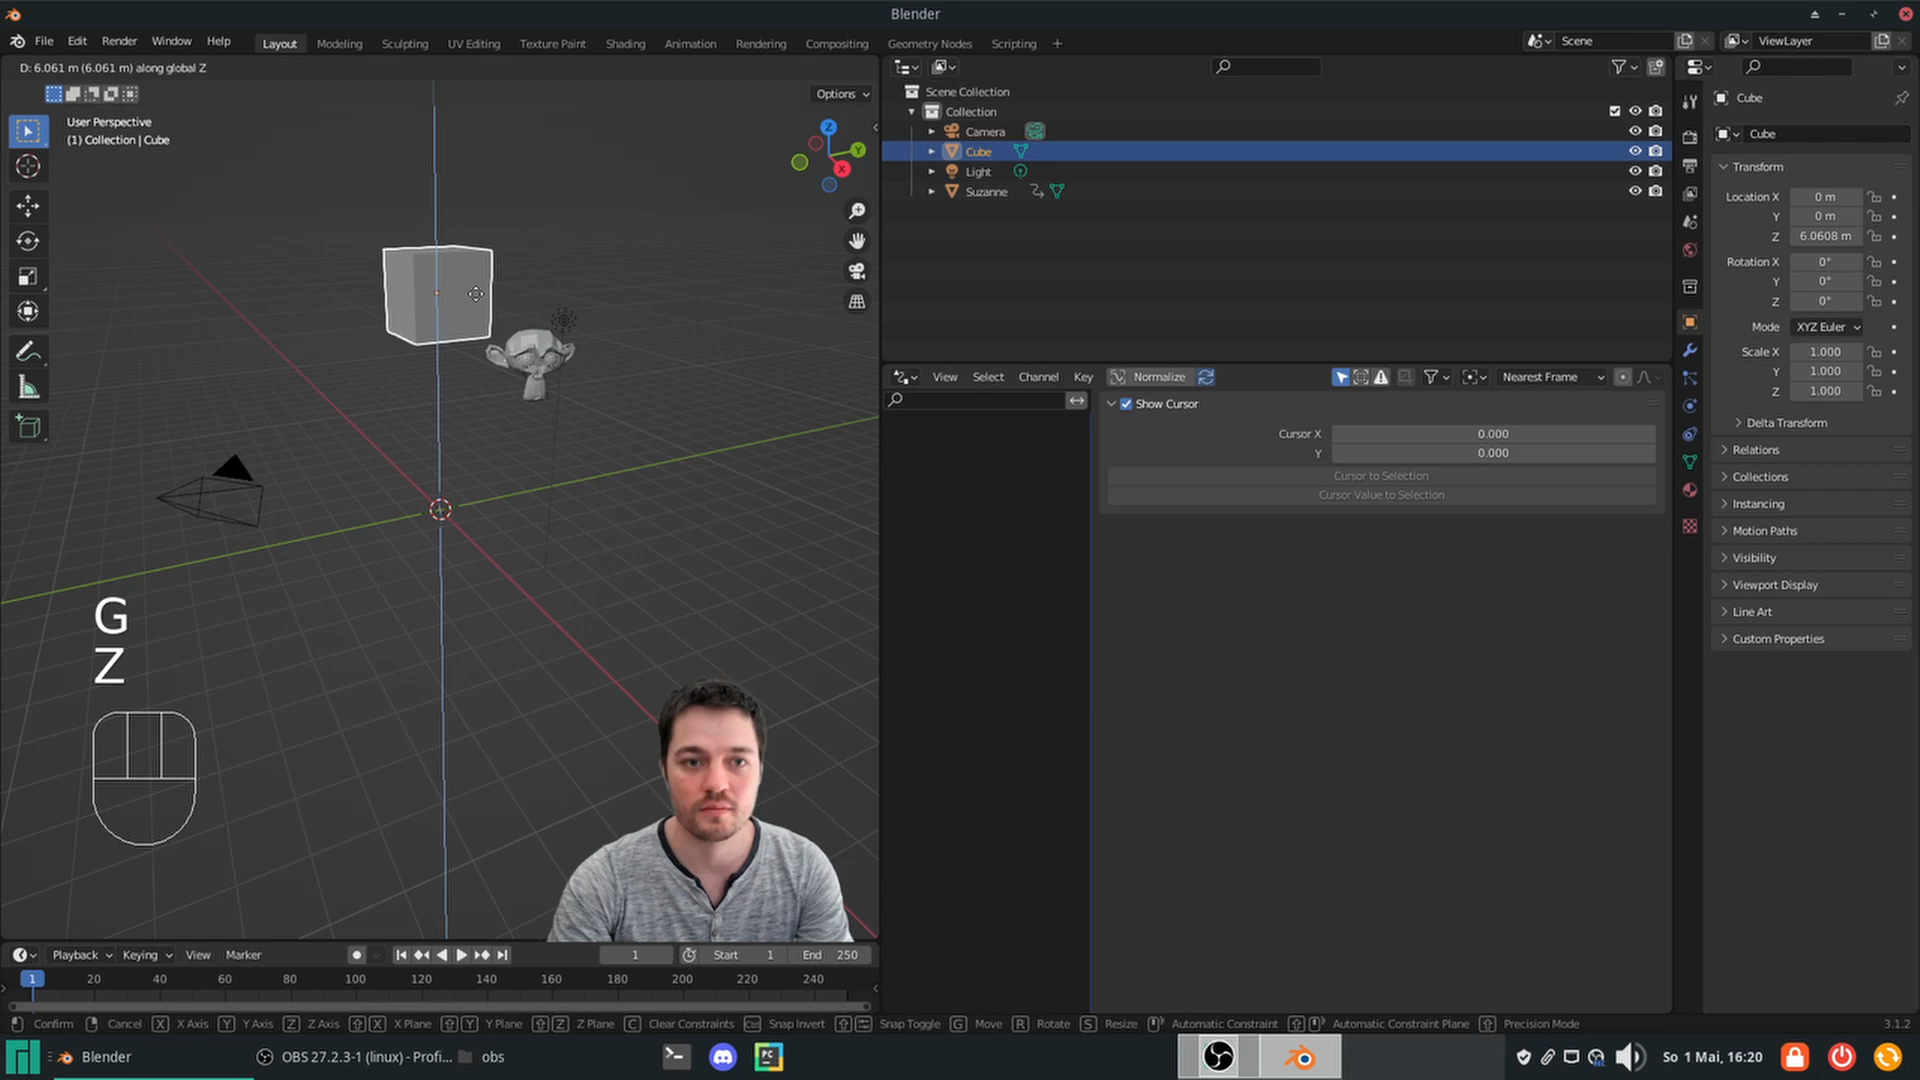 Blender
File Edit Render Window Help
Layout Modeling Sculpting UV Editing Texture Paint Shading Animation Rendering Compositing Geometry Nodes Scripting +
Scene
ViewLayer
D: 6.061 m (6.061 m) along global Z
Options
User Perspective
(1) Collection | Cube
Z
Y
X
Scene Collection
Collection
Camera
Cube
Light
Suzanne
View Select Channel Key
Normalize
Nearest Frame
Show Cursor
Cursor X 0.000
Y 0.000
Cursor to Selection
Cursor Value to Selection
Cube
Cube
Transform
Location X 0 m
Y 0 m
Z 6.0608 m
Rotation X 0°
Y 0°
Z 0°
Mode XYZ Euler
Scale X 1.000
Y 1.000
Z 1.000
Delta Transform
Relations
Collections
Instancing
Motion Paths
Visibility
Viewport Display
Line Art
Custom Properties
G
Z
Playback Keying View Marker
1
Start 1
End 250
1 20 40 60 80 100 120 140 160 180 200 220 240
Confirm Cancel X X Axis Y Y Axis Z Z Axis X X Plane Y Y Plane Z Z Plane C Clear Constraints Ctrl Snap Invert Snap Toggle G Move R Rotate S Resize Automatic Constraint Automatic Constraint Plane Precision Mode
3.1.2
Blender
OBS 27.2.3-1 (linux) - Profi...
obs
PC
So 1 Mai, 16:20